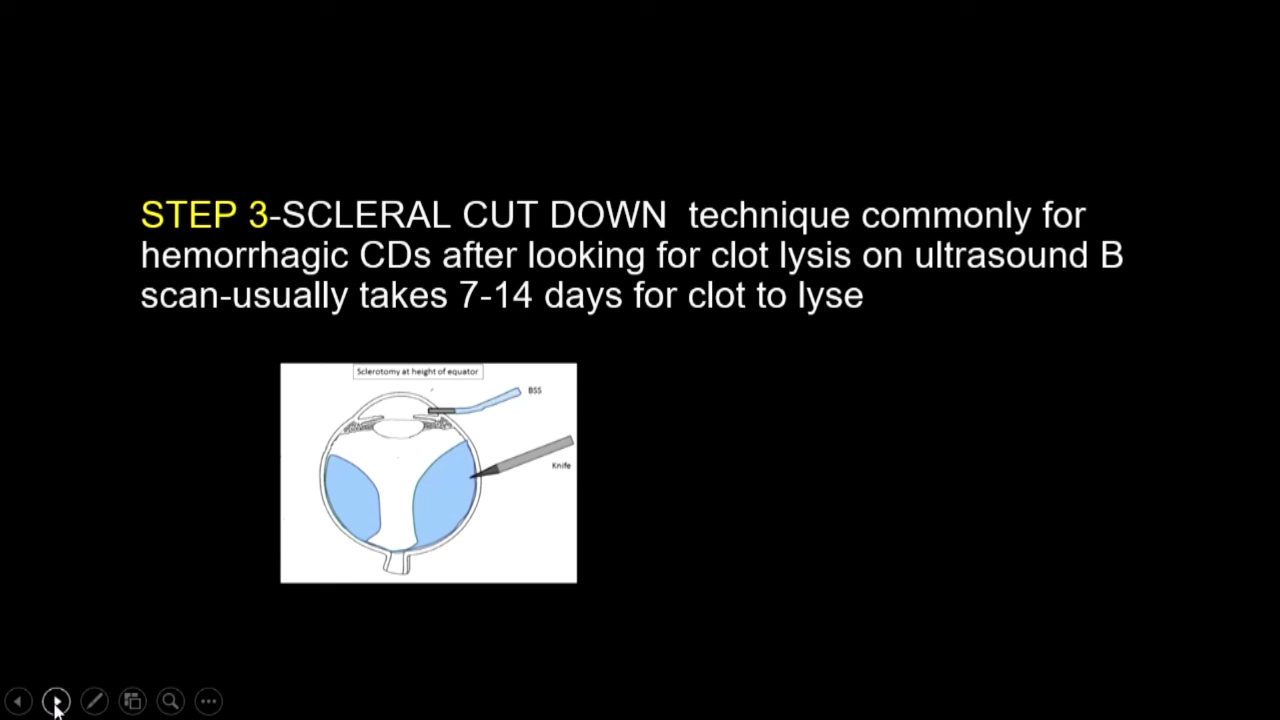 STEP 3-SCLERAL CUT DOWN technique commonly for
hemorrhagic CDs after looking for clot lysis on ultrasound B
scan-usually takes 7-14 days for clot to lyse
Sclerotomy at height of equator
BSS
Knife